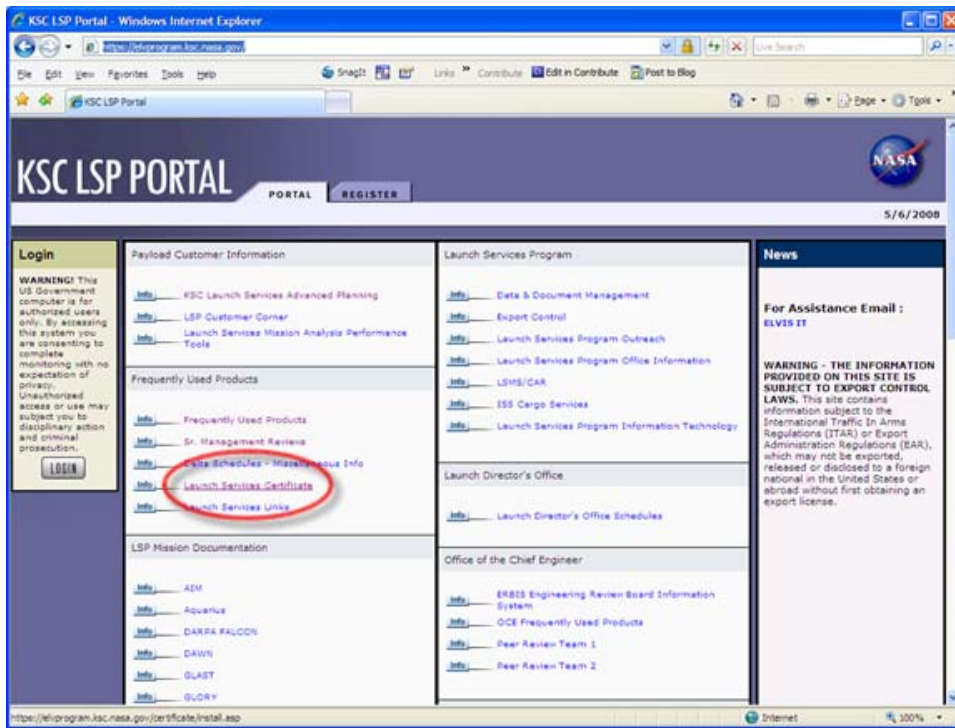 KSC LSP Portal - Windows Internet Explorer
https://elvprogram.ksc.nasa.gov/
Live Search
File Edit View Favorites Tools Help
SnagIt
Links » Contribute Edit in Contribute Post to Blog
KSC LSP Portal
Page Tools
KSC LSP PORTAL
PORTAL REGISTER
NASA
5/6/2008
Login
WARNING! This
US Government
computer is for
authorized users
only. By accessing
this system you
are consenting to
complete
monitoring with no
expectation of
privacy.
Unauthorized
access or use may
subject you to
disciplinary action
and criminal
prosecution.
LOGIN
Payload Customer Information
Info KSC Launch Services Advanced Planning
Info LSP Customer Corner
Info Launch Services Mission Analysis Performance
Tools
Frequently Used Products
Info Frequently Used Products
Info Sr. Management Reviews
Info Delta Schedules - Miscellaneous Info
Info Launch Services Certificate
Info Launch Services Links
LSP Mission Documentation
Info AIM
Info Aquarius
Info DARPA FALCON
Info DAWN
Info GLAST
Info GLORY
Launch Services Program
Info Data & Document Management
Info Export Control
Info Launch Services Program Outreach
Info Launch Services Program Office Information
Info LSMS/CAR
Info ISS Cargo Services
Info Launch Services Program Information Technology
Launch Director's Office
Info Launch Director's Office Schedules
Office of the Chief Engineer
Info ERBIS Engineering Review Board Information
System
Info OCE Frequently Used Products
Info Peer Review Team 1
Info Peer Review Team 2
News
For Assistance Email :
ELVIS IT
WARNING - THE INFORMATION
PROVIDED ON THIS SITE IS
SUBJECT TO EXPORT CONTROL
LAWS. This site contains
information subject to the
International Traffic In Arms
Regulations (ITAR) or Export
Administration Regulations (EAR),
which may not be exported,
released or disclosed to a foreign
national in the United States or
abroad without first obtaining an
export license.
https://elvprogram.ksc.nasa.gov/certificate/install.asp
Internet
100%